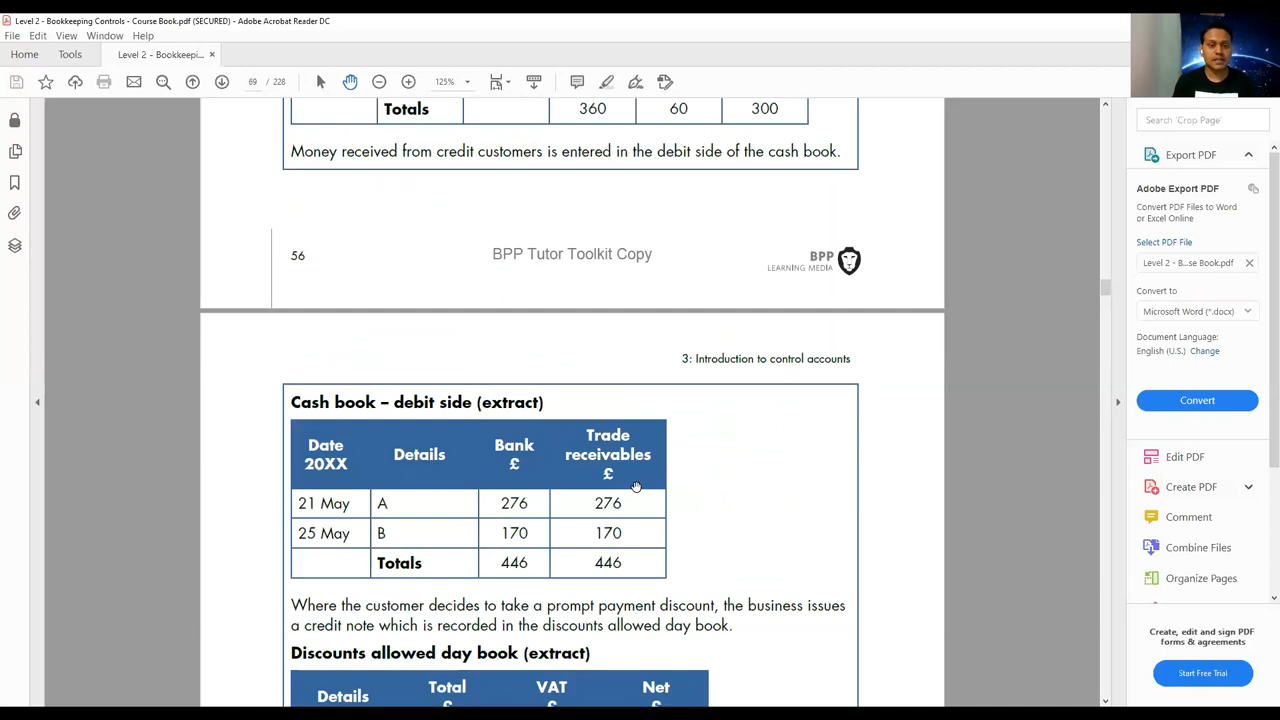 Level 2 - Bookkeeping Controls - Course Book.pdf (SECURED) - Adobe Acrobat Reader DC
File Edit View Window Help
Home Tools Level 2 - Bookkeepi... ×
69 / 228 125%
Totals 360 60 300
Money received from credit customers is entered in the debit side of the cash book.
56 BPP Tutor Toolkit Copy BPP
LEARNING MEDIA
3: Introduction to control accounts
Cash book – debit side (extract)
Date
20XX
Details
Bank
£
Trade
receivables
£
21 May A 276 276
25 May B 170 170
Totals 446 446
Where the customer decides to take a prompt payment discount, the business issues
a credit note which is recorded in the discounts allowed day book.
Discounts allowed day book (extract)
Details
Total
£
VAT
£
Net
£
Search 'Crop Page'
Export PDF
Adobe Export PDF
Convert PDF Files to Word
or Excel Online
Select PDF File
Level 2 - B...se Book.pdf
Convert to
Microsoft Word (*.docx)
Document Language:
English (U.S.) Change
Convert
Edit PDF
Create PDF
Comment
Combine Files
Organize Pages
Create, edit and sign PDF
forms & agreements
Start Free Trial